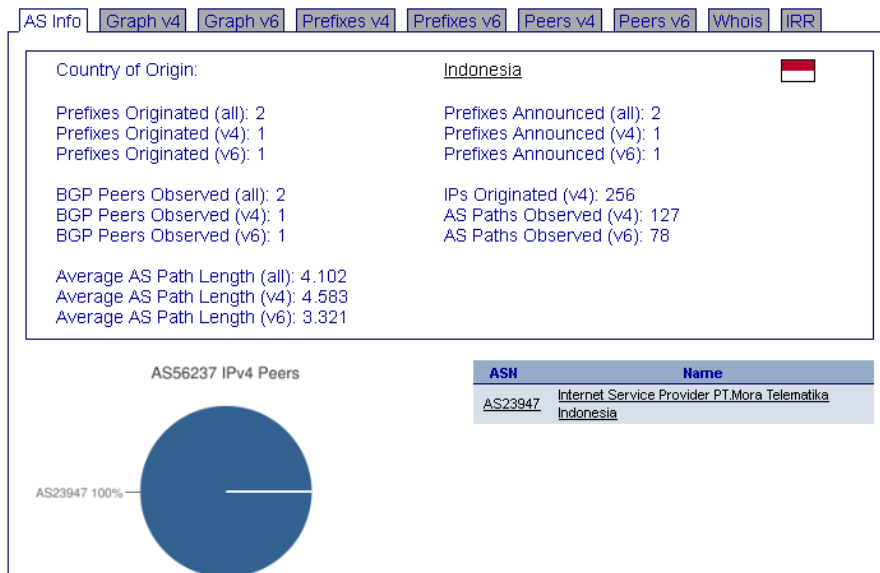 AS Info Graph v4 Graph v6 Prefixes v4 Prefixes v6 Peers v4 Peers v6 Whois IRR
Country of Origin: Indonesia
Prefixes Originated (all): 2
Prefixes Originated (v4): 1
Prefixes Originated (v6): 1
Prefixes Announced (all): 2
Prefixes Announced (v4): 1
Prefixes Announced (v6): 1
BGP Peers Observed (all): 2
BGP Peers Observed (v4): 1
BGP Peers Observed (v6): 1
IPs Originated (v4): 256
AS Paths Observed (v4): 127
AS Paths Observed (v6): 78
Average AS Path Length (all): 4.102
Average AS Path Length (v4): 4.583
Average AS Path Length (v6): 3.321
AS56237 IPv4 Peers
AS23947 100%
ASN Name
AS23947 Internet Service Provider PT.Mora Telematika
Indonesia